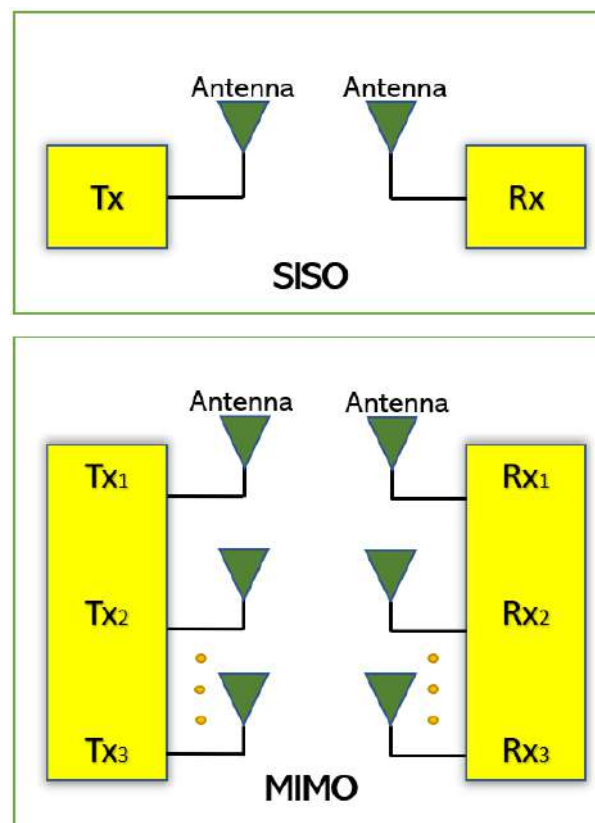 Antenna Antenna
Tx Rx
SISO
Antenna Antenna
Tx1 Rx1
Tx2 Rx2
Tx3 Rx3
MIMO